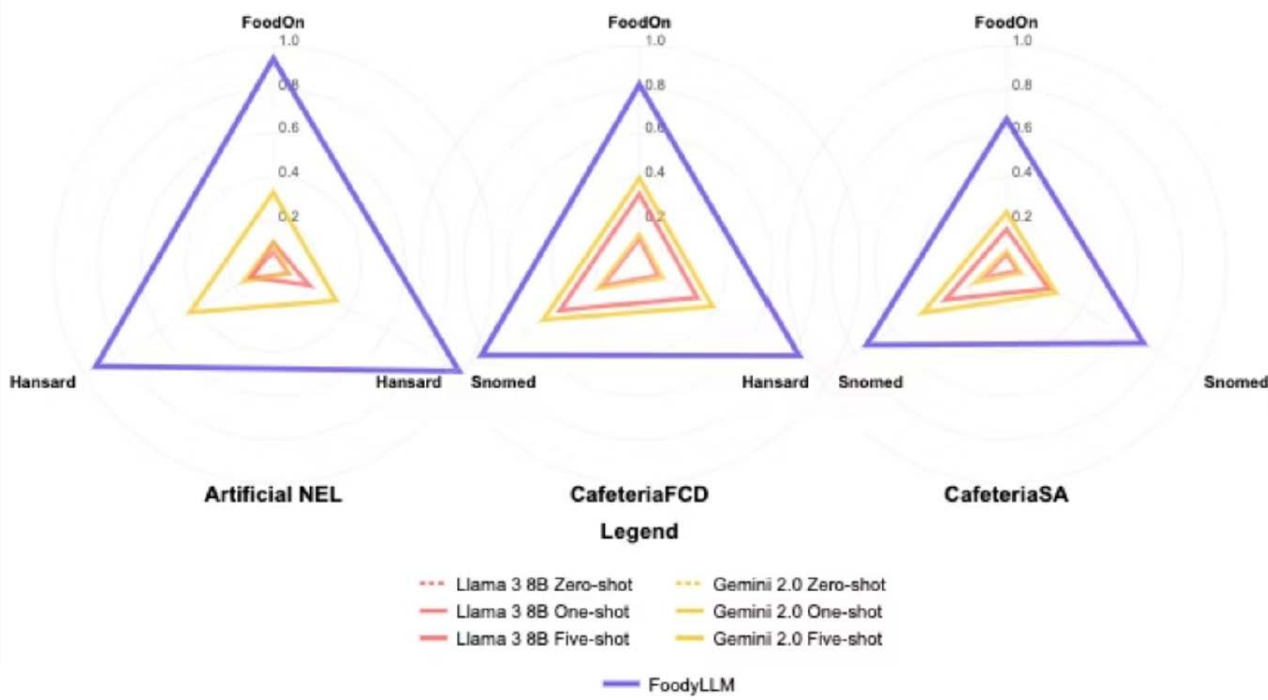 FoodOn FoodOn FoodOn
1.0 1.0 1.0
0.8 0.8 0.8
0.6 0.6 0.6
0.4 0.4 0.4
0.2 0.2 0.2
Hansard Hansard Snomed Hansard Snomed Snomed
Artificial NEL CafeteriaFCD CafeteriaSA
Legend
Llama 3 8B Zero-shot Gemini 2.0 Zero-shot
Llama 3 8B One-shot Gemini 2.0 One-shot
Llama 3 8B Five-shot Gemini 2.0 Five-shot
FoodyLLM